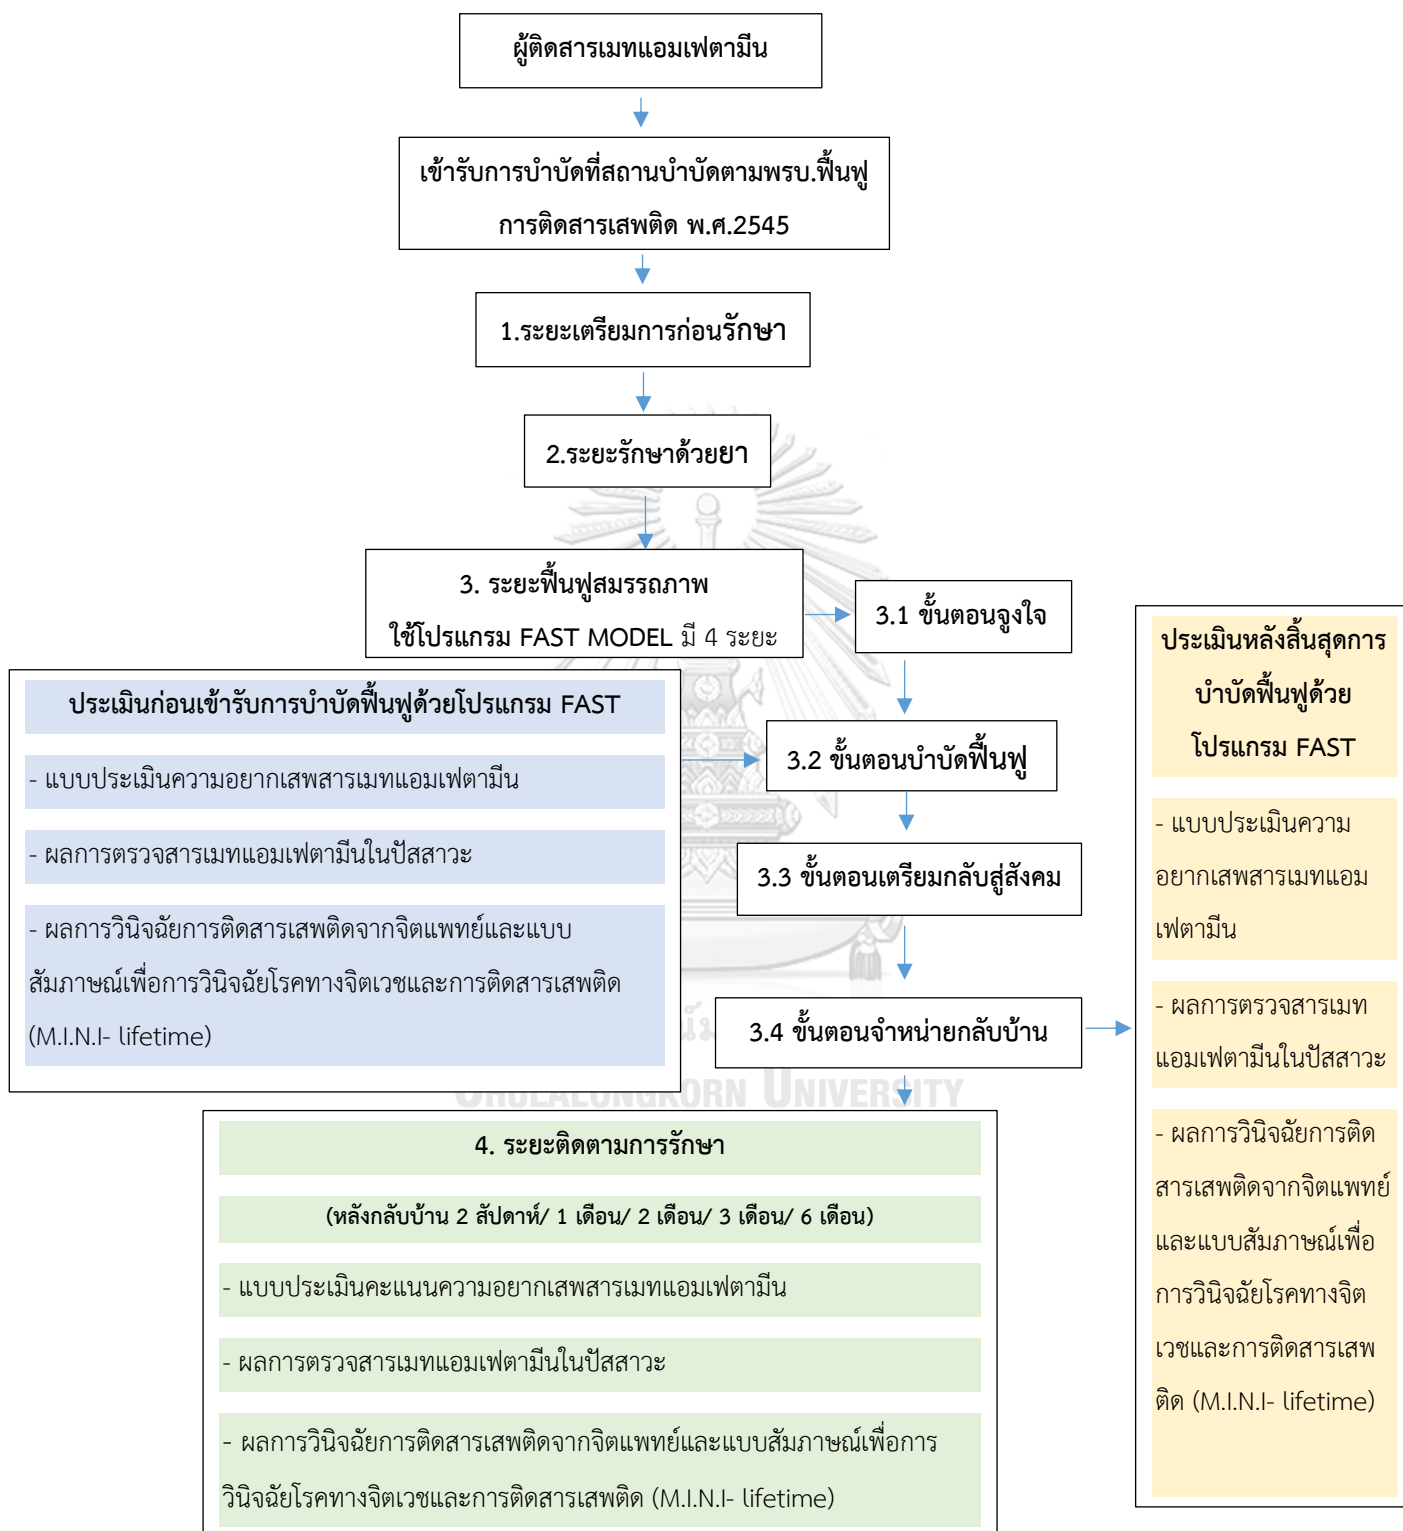 ผู้ติดสารเมทแอมเฟตามีน
เข้ารับการบำบัดที่สถานบำบัดตามพรบ.ฟื้นฟู
การติดสารเสพติด พ.ศ.2545
1.ระยะเตรียมการก่อนรักษา
2.ระยะรักษาด้วยยา
3. ระยะฟื้นฟูสมรรถภาพ
ใช้โปรแกรม FAST MODEL มี 4 ระยะ
3.1 ขั้นตอนจูงใจ
ประเมินก่อนเข้ารับการบำบัดฟื้นฟูด้วยโปรแกรม FAST
- แบบประเมินความอยากเสพสารเมทแอมเฟตามีน
- ผลการตรวจสารเมทแอมเฟตามีนในปัสสาวะ
- ผลการวินิจฉัยการติดสารเสพติดจากจิตแพทย์และแบบ
สัมภาษณ์เพื่อการวินิจฉัยโรคทางจิตเวชและการติดสารเสพติด
(M.I.N.I- lifetime)
3.2 ขั้นตอนบำบัดฟื้นฟู
3.3 ขั้นตอนเตรียมกลับสู่สังคม
3.4 ขั้นตอนจำหน่ายกลับบ้าน
ประเมินหลังสิ้นสุดการ
บำบัดฟื้นฟูด้วย
โปรแกรม FAST
- แบบประเมินความ
อยากเสพสารเมทแอม
เฟตามีน
- ผลการตรวจสารเมท
แอมเฟตามีนในปัสสาวะ
- ผลการวินิจฉัยการติด
สารเสพติดจากจิตแพทย์
และแบบสัมภาษณ์เพื่อ
การวินิจฉัยโรคทางจิต
เวชและการติดสารเสพ
ติด (M.I.N.I- lifetime)
CHULALONGKORN UNIVERSITY
4. ระยะติดตามการรักษา
(หลังกลับบ้าน 2 สัปดาห์/ 1 เดือน/ 2 เดือน/ 3 เดือน/ 6 เดือน)
- แบบประเมินคะแนนความอยากเสพสารเมทแอมเฟตามีน
- ผลการตรวจสารเมทแอมเฟตามีนในปัสสาวะ
- ผลการวินิจฉัยการติดสารเสพติดจากจิตแพทย์และแบบสัมภาษณ์เพื่อการ
วินิจฉัยโรคทางจิตเวชและการติดสารเสพติด (M.I.N.I- lifetime)